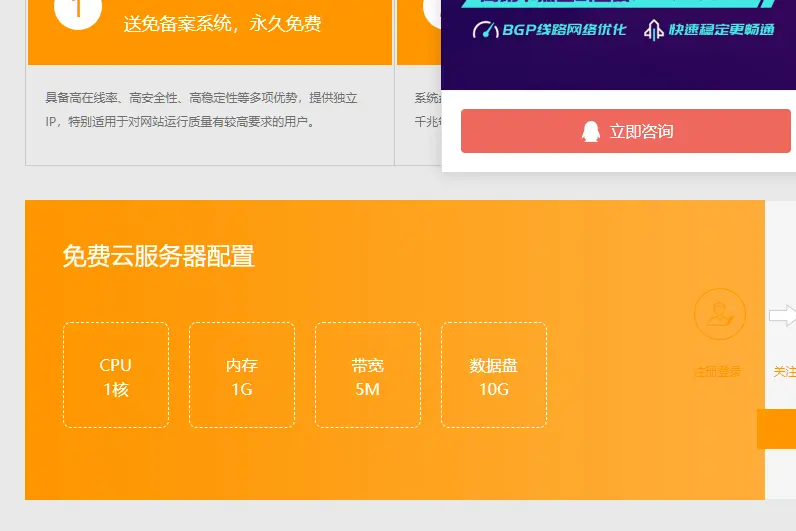 1
送免备案系统，永久免费
具备高在线率、高安全性、高稳定性等多项优势，提供独立
IP，特别适用于对网站运行质量有较高要求的用户。
系统
千兆
BGP线路网络优化
快速稳定更畅通
立即咨询
免费云服务器配置
CPU
1核
内存
1G
带宽
5M
数据盘
10G
注册登录
关注